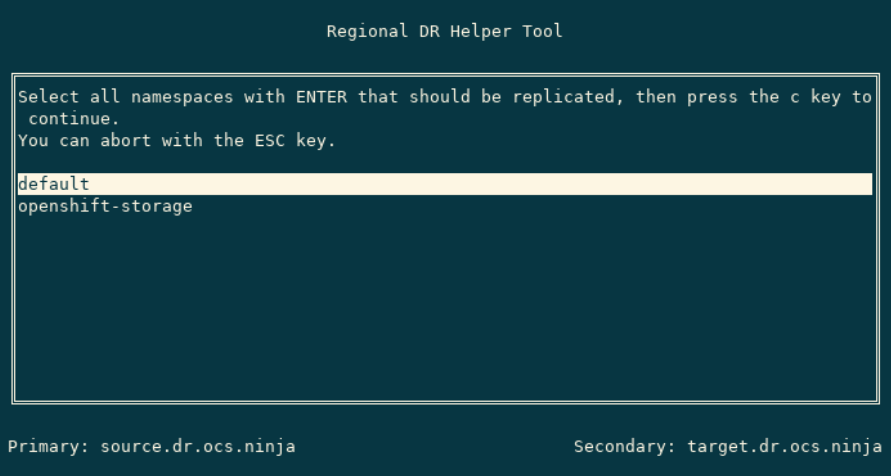 Regional DR Helper Tool
Select all namespaces with ENTER that should be replicated, then press the c key to
continue.
You can abort with the ESC key.
default
openshift-storage
Primary: source.dr.ocs.ninja
Secondary: target.dr.ocs.ninja